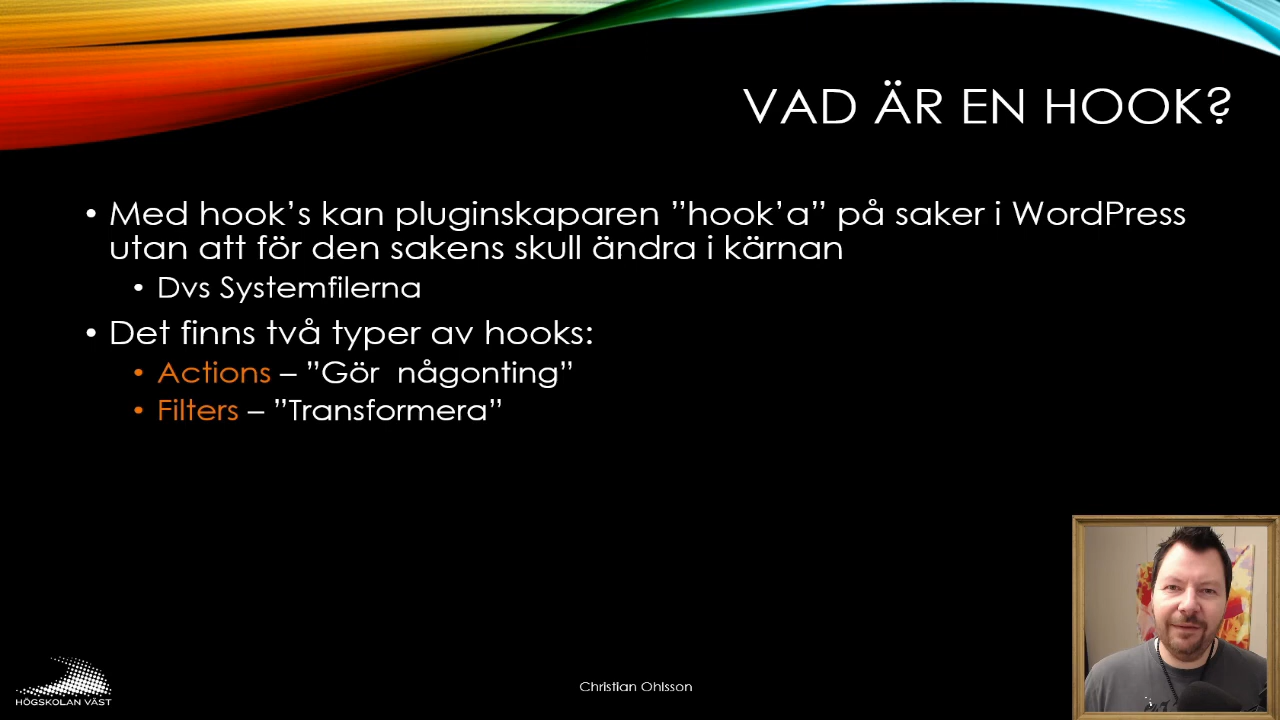 VAD ÄR EN HOOK?
• Med hook’s kan pluginskaparen ”hook’a” på saker i WordPress
utan att för den sakens skull ändra i kärnan
• Dvs Systemfilerna
• Det finns två typer av hooks:
• Actions – ”Gör någonting”
• Filters – ”Transformera”
Christian Ohlsson
HÖGSKOLAN VÄST